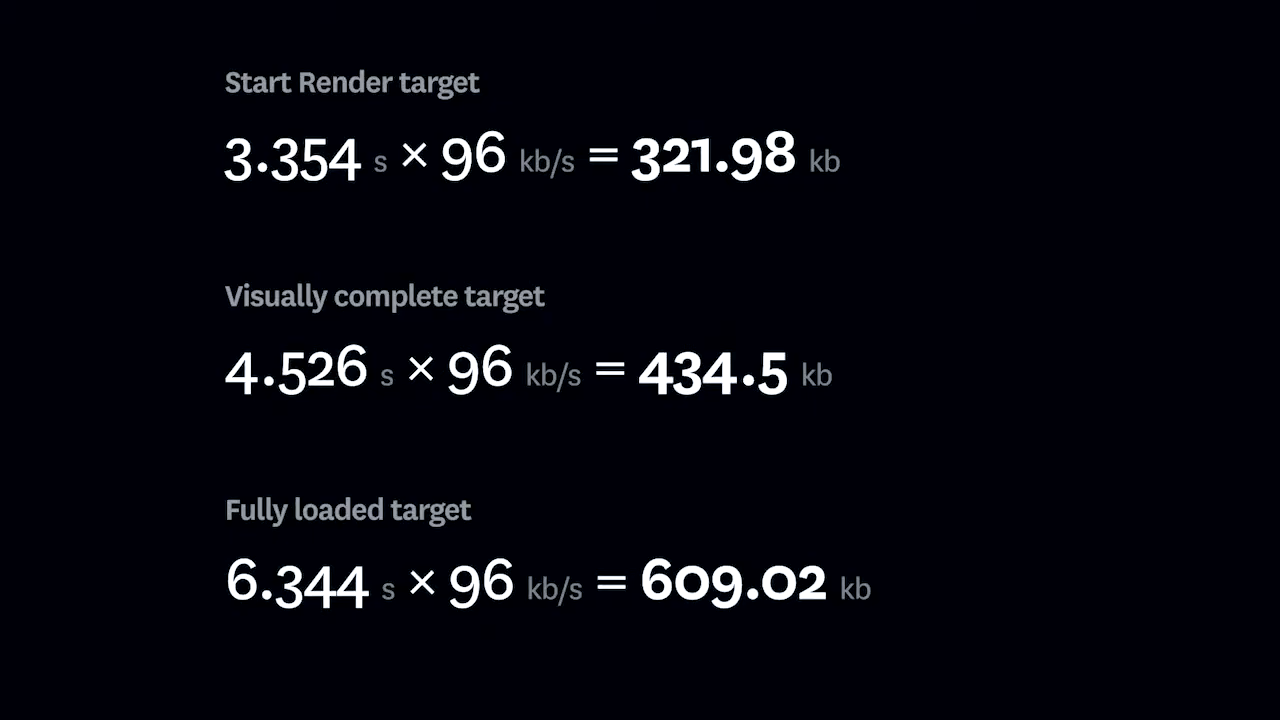 Start Render target
3.354 s × 96 kb/s = 321.98 kb
Visually complete target
4.526 s × 96 kb/s = 434.5 kb
Fully loaded target
6.344 s × 96 kb/s = 609.02 kb